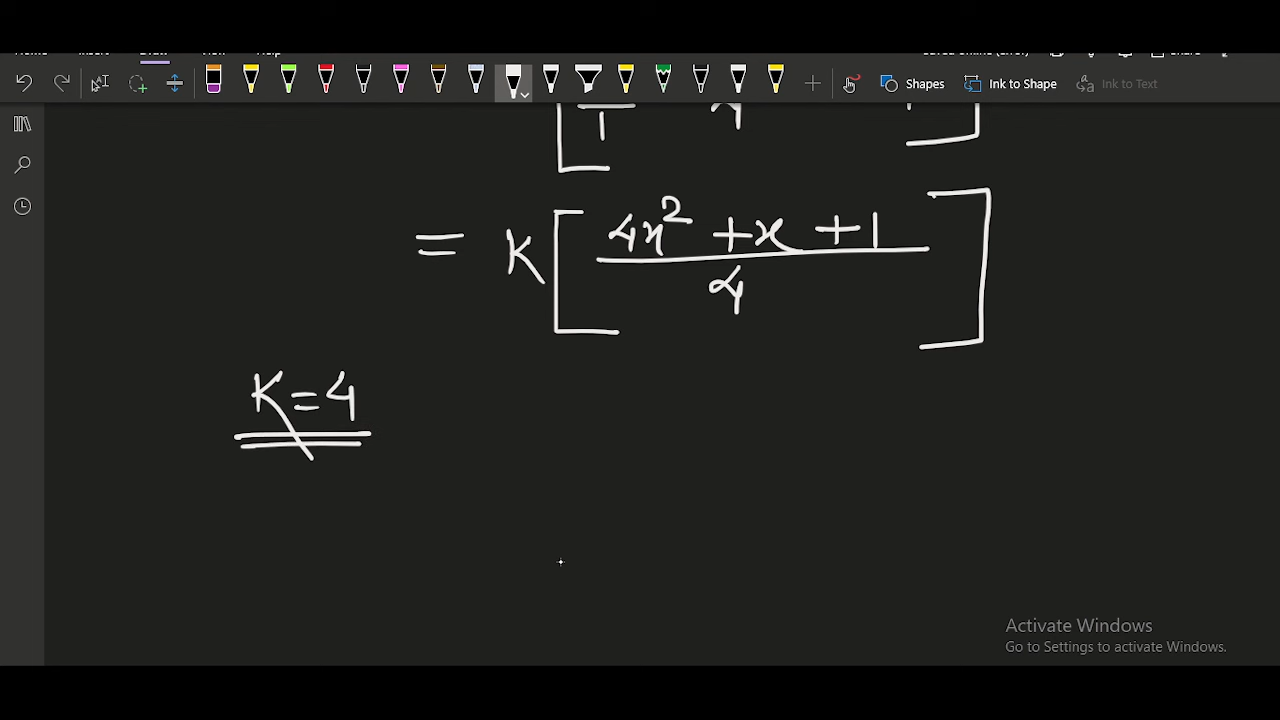 Shapes Ink to Shape Ink to Text
= K [ 4x² + x + 1 / 4 ]
K = 4
Activate Windows
Go to Settings to activate Windows.